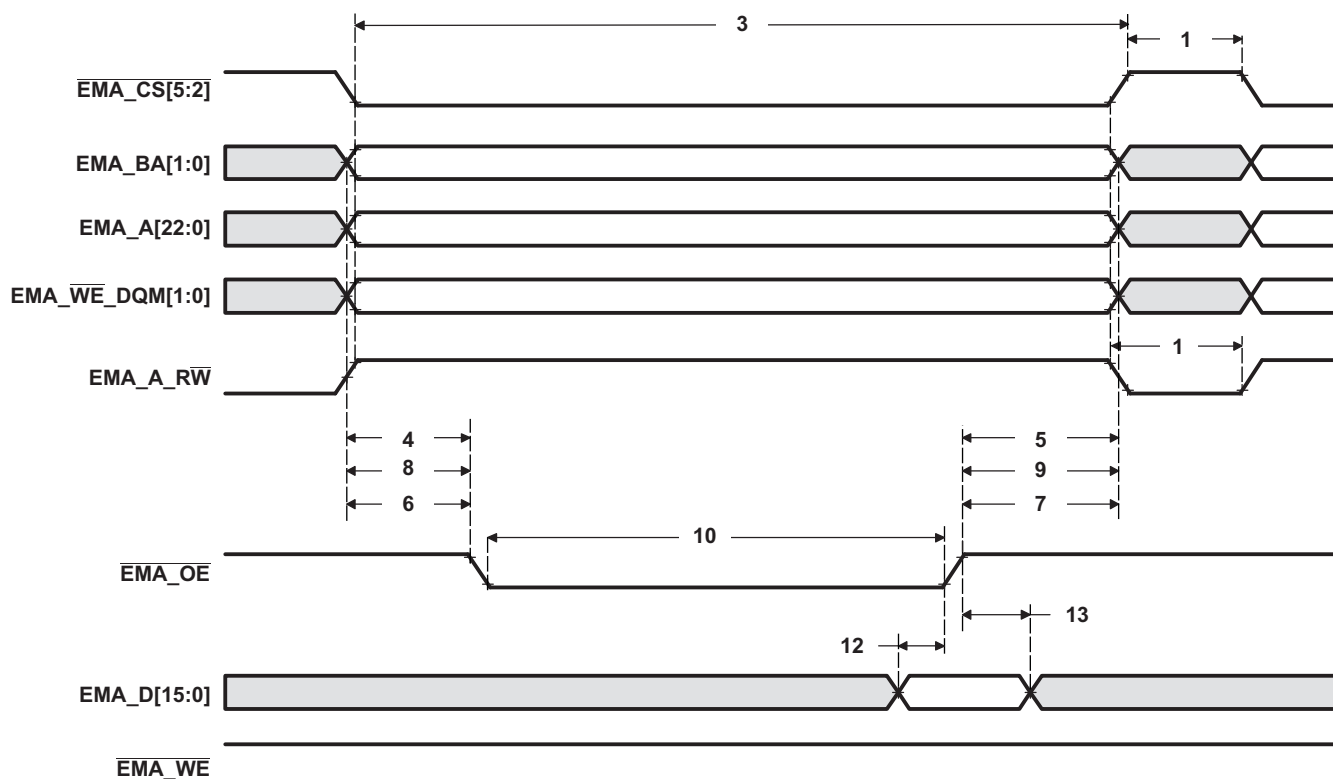 3
1
EMA_CS[5:2]
EMA_BA[1:0]
EMA_A[22:0]
EMA_WE_DQM[1:0]
1
EMA_A_RW
4
5
8
9
6
7
10
EMA_OE
13
12
EMA_D[15:0]
EMA_WE